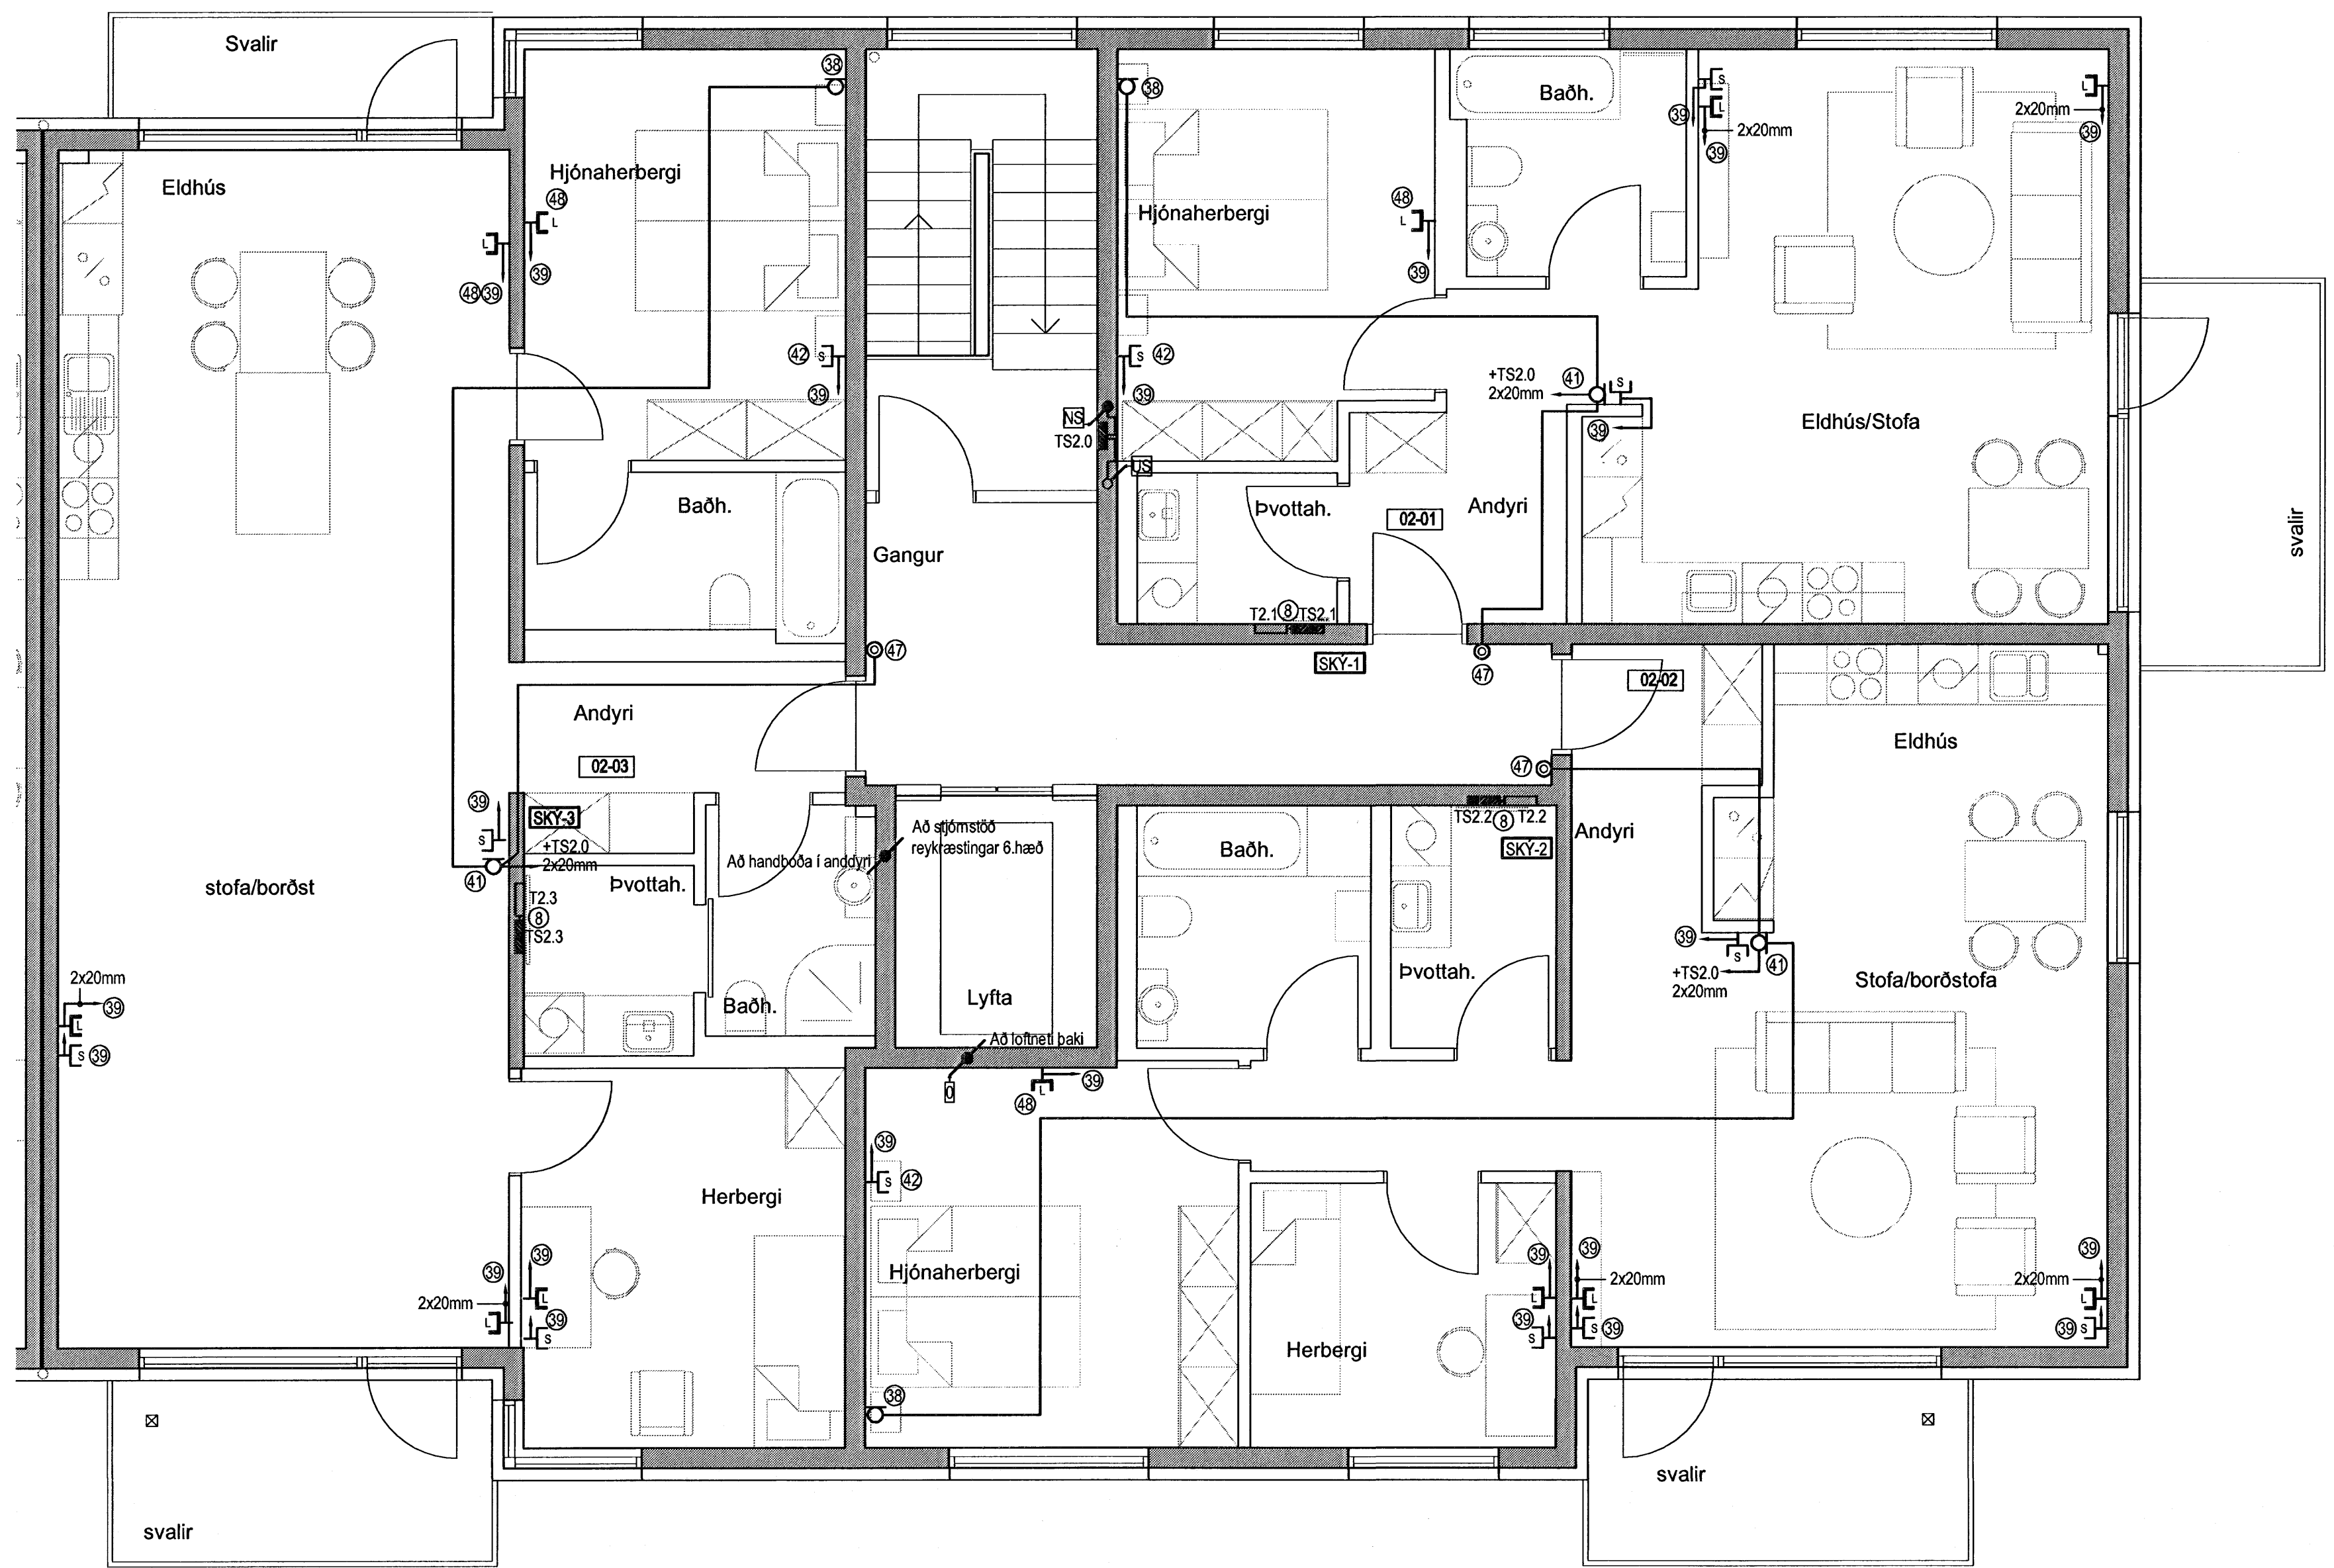 Svalir
38
38
Baðh.
S
L
39
2x20mm
39
L
2x20mm
39
Eldhús
Hjónaherbergi
48
L
L
48 39
39
Hjónaherbergi
48
L
39
42
S
39
S
42
39
NS
TS2.0
US
+TS2.0
2x20mm
41
S
39
Eldhús/Stofa
svalir
Baðh.
Gangur
Þvottah.
Andyri
02-01
T2.1
8
TS2.1
SKÝ-1
47
47
02-02
Andyri
02-03
Eldhús
47
39
S
SKÝ-3
+TS2.0
2x20mm
41
Þvottah.
T2.3
8
TS2.3
Að stjórnstöð
reykræstingar 6.hæð
Að handboða í anddyri
Baðh.
TS2.2
8
T2.2
SKÝ-2
Andyri
stofa/borðst
39
S
41
+TS2.0
2x20mm
Stofa/borðstofa
Þvottah.
2x20mm
39
L
S
39
Baðh.
Lyfta
Að loftneti þaki
0
L
48
39
39
S
42
Herbergi
Hjónaherbergi
39
2x20mm
L
39
L
39
S
39
L
39
S
39
2x20mm
L
S
39
39
2x20mm
L
39
S
Herbergi
38
svalir
svalir